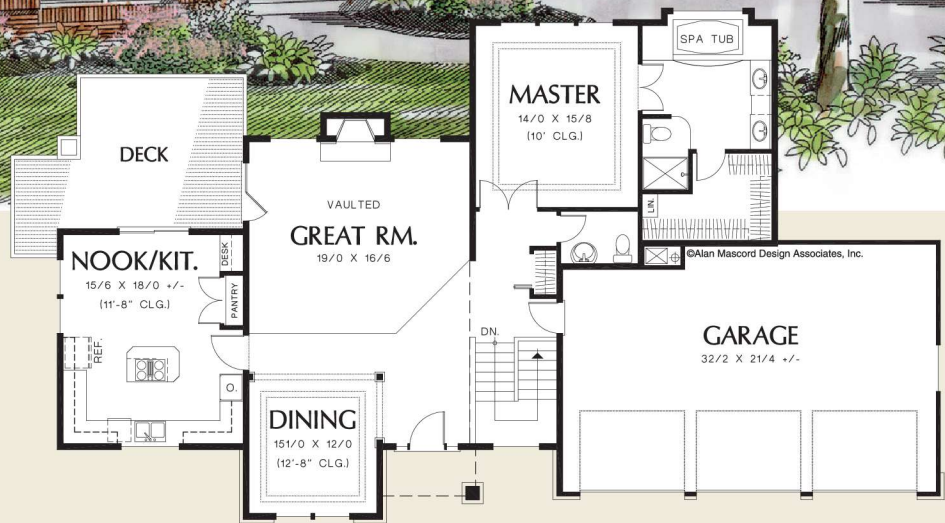 SPA TUB
MASTER
14/0 X 15/8
(10' CLG.)
DECK
VAULTED
GREAT RM.
19/0 X 16/6
LIN.
NOOK/KIT.
15/6 X 18/0 +/-
(11'-8" CLG.)
DESK
PANTRY
©Alan Mascord Design Associates, Inc.
GARAGE
32/2 X 21/4 +/-
DN.
REF.
O.
DINING
151/0 X 12/0
(12'-8" CLG.)